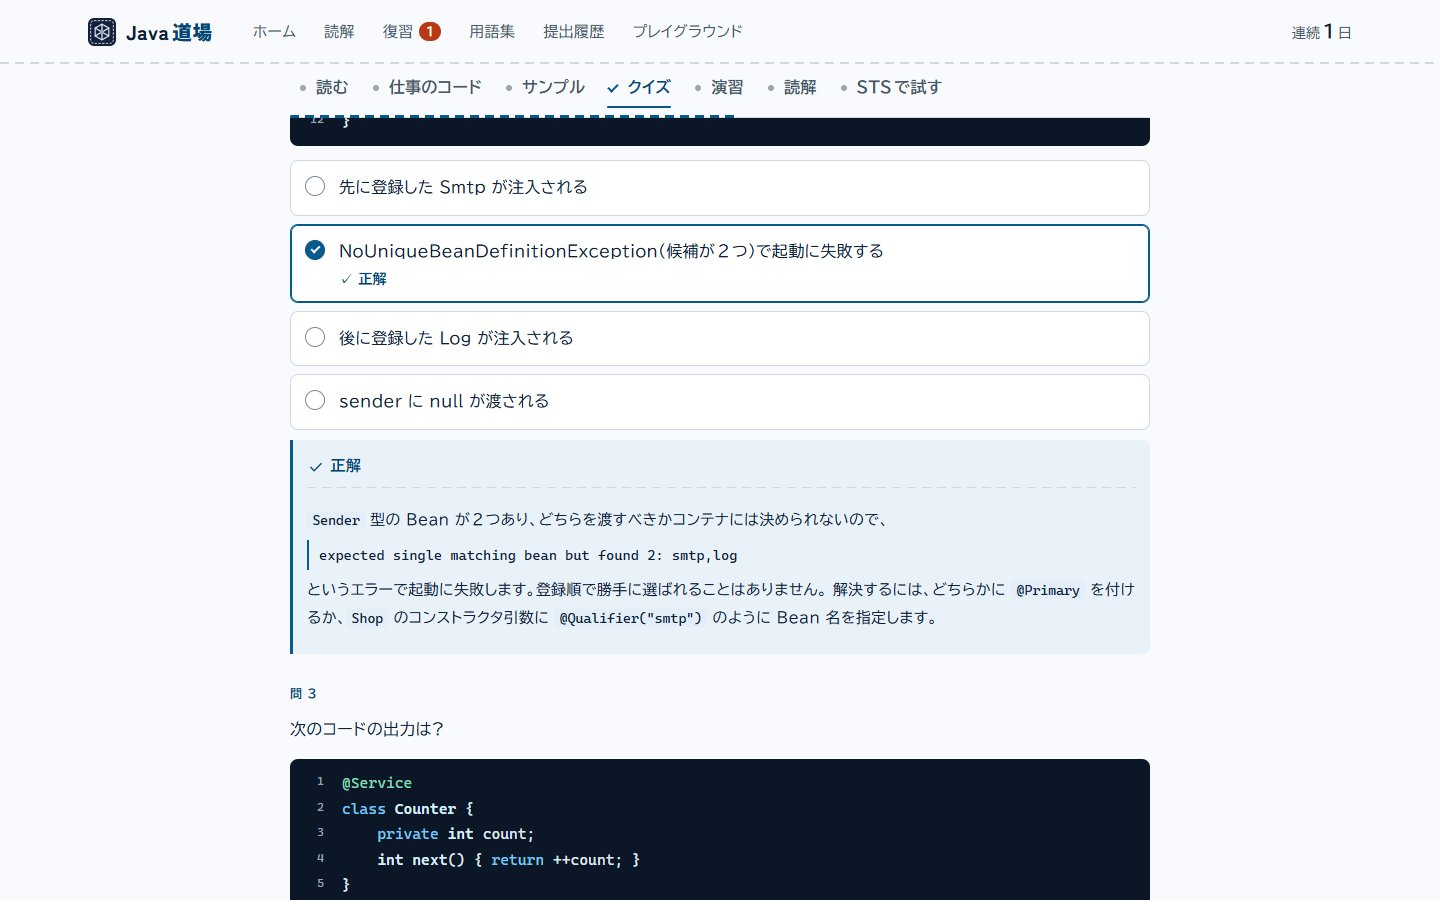 Java道場 ホーム 読解 復習 1 用語集 提出履歴 プレイグラウンド 連続 1 日
読む 仕事のコード サンプル クイズ 演習 読解 STSで試す
12 }
先に登録した Smtp が注入される
NoUniqueBeanDefinitionException(候補が2つ)で起動に失敗する
✓ 正解
後に登録した Log が注入される
sender に null が渡される
✓ 正解
Sender 型の Bean が2つあり、どちらを渡すべきかコンテナには決められないので、
expected single matching bean but found 2: smtp,log
というエラーで起動に失敗します。登録順で勝手に選ばれることはありません。 解決するには、どちらかに @Primary を付け
るか、Shop のコンストラクタ引数に @Qualifier("smtp") のように Bean 名を指定します。
問 3
次のコードの出力は?
1 @Service
2 class Counter {
3 private int count;
4 int next() { return ++count; }
5 }